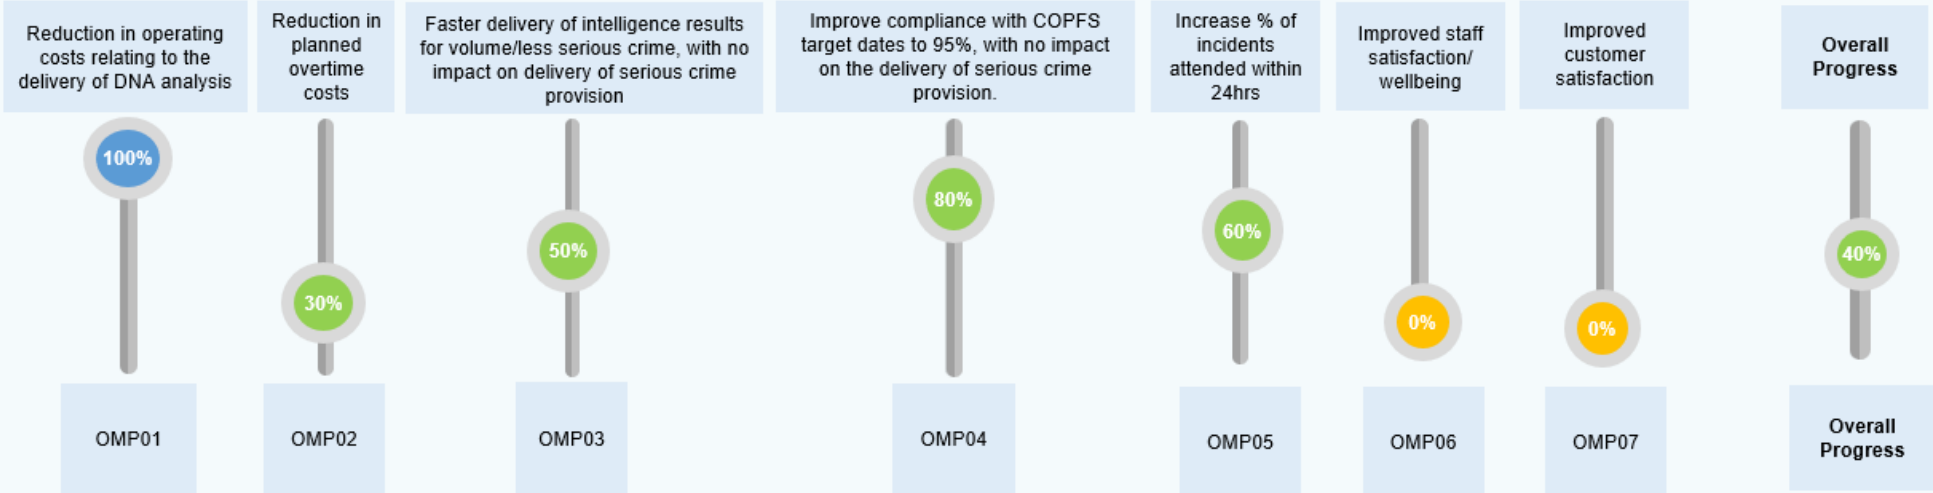 Reduction in operating
costs relating to the
delivery of DNA analysis
Reduction in
planned
overtime
costs
Faster delivery of intelligence results
for volume/less serious crime, with no
impact on delivery of serious crime
provision
Improve compliance with COPFS
target dates to 95%, with no impact
on the delivery of serious crime
provision.
Increase % of
incidents
attended within
24hrs
Improved staff
satisfaction/
wellbeing
Improved
customer
satisfaction
Overall
Progress
100%
30%
50%
80%
60%
0%
0%
40%
OMP01
OMP02
OMP03
OMP04
OMP05
OMP06
OMP07
Overall
Progress